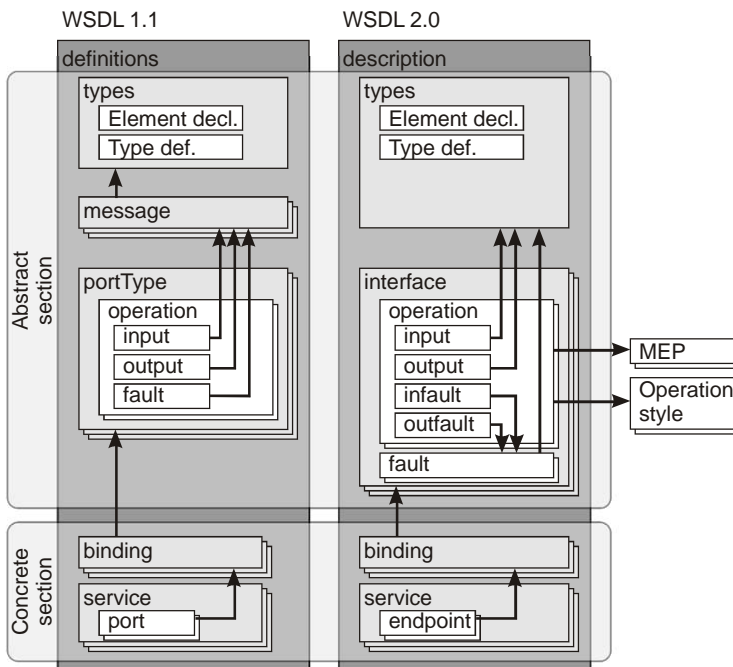 WSDL 1.1
WSDL 2.0
definitions
description
Abstract
section
types
Element decl.
Type def.
message
portType
operation
input
output
fault
types
Element decl.
Type def.
interface
operation
input
output
infault
outfault
fault
MEP
Operation
style
Concrete
section
binding
service
port
binding
service
endpoint